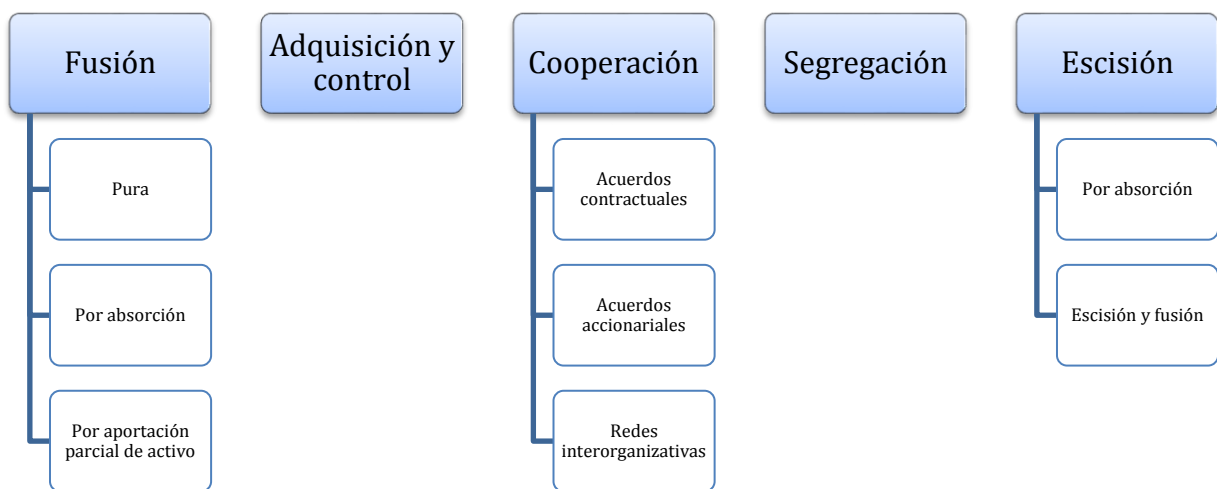 Fusión
Pura
Por absorción
Por aportación
parcial de activo
Adquisición y
control
Cooperación
Acuerdos
contractuales
Acuerdos
accionariales
Redes
interorganizativas
Segregación
Escisión
Por absorción
Escisión y fusión